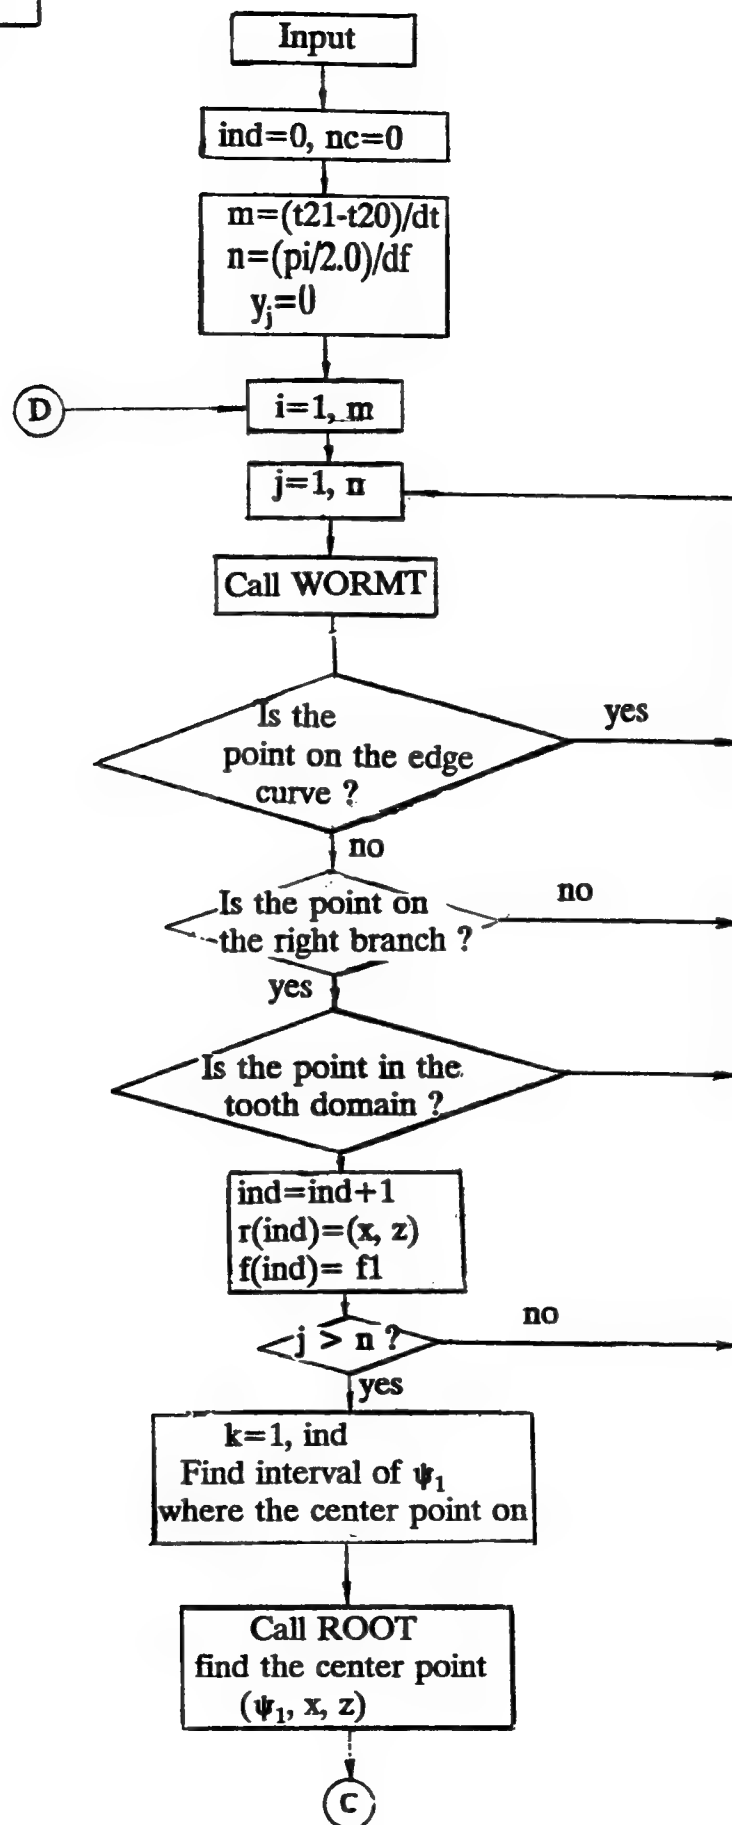 Input
ind=0, nc=0
m=(t21-t20)/dt
n=(pi/2.0)/df
yj=0
D
i=1, m
j=1, n
Call WORMT
Is the
point on the edge
curve ?
yes
no
Is the point on
the right branch ?
no
yes
Is the point in the
tooth domain ?
ind=ind+1
r(ind)=(x, z)
f(ind)= f1
j > n ?
no
yes
k=1, ind
Find interval of ψ1
where the center point on
Call ROOT
find the center point
(ψ1, x, z)
C